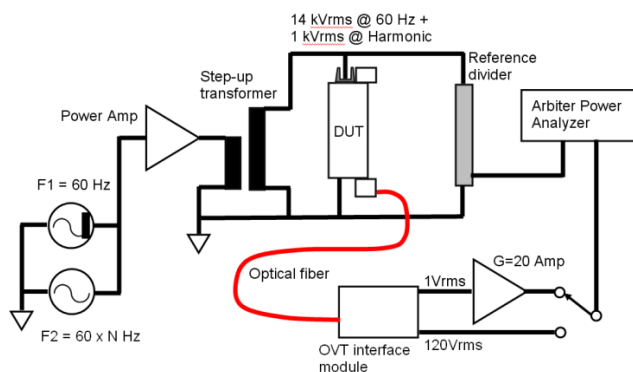 14 kVrms @ 60 Hz +
1 kVrms @ Harmonic
Step-up
transformer
Reference
divider
Power Amp
Arbiter Power
Analyzer
DUT
F1 = 60 Hz
Optical fiber
1Vrms
G=20 Amp
F2 = 60 x N Hz
OVT interface
module
120Vrms